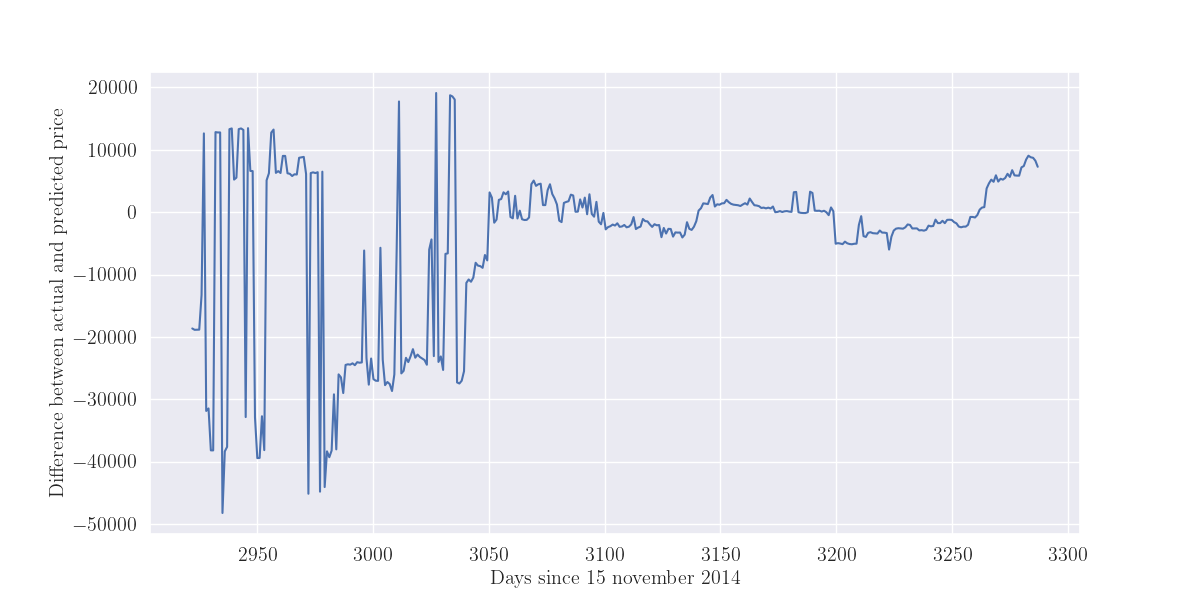 Difference between actual and predicted price
20000
10000
0
−10000
−20000
−30000
−40000
−50000
2950 3000 3050 3100 3150 3200 3250 3300
Days since 15 november 2014